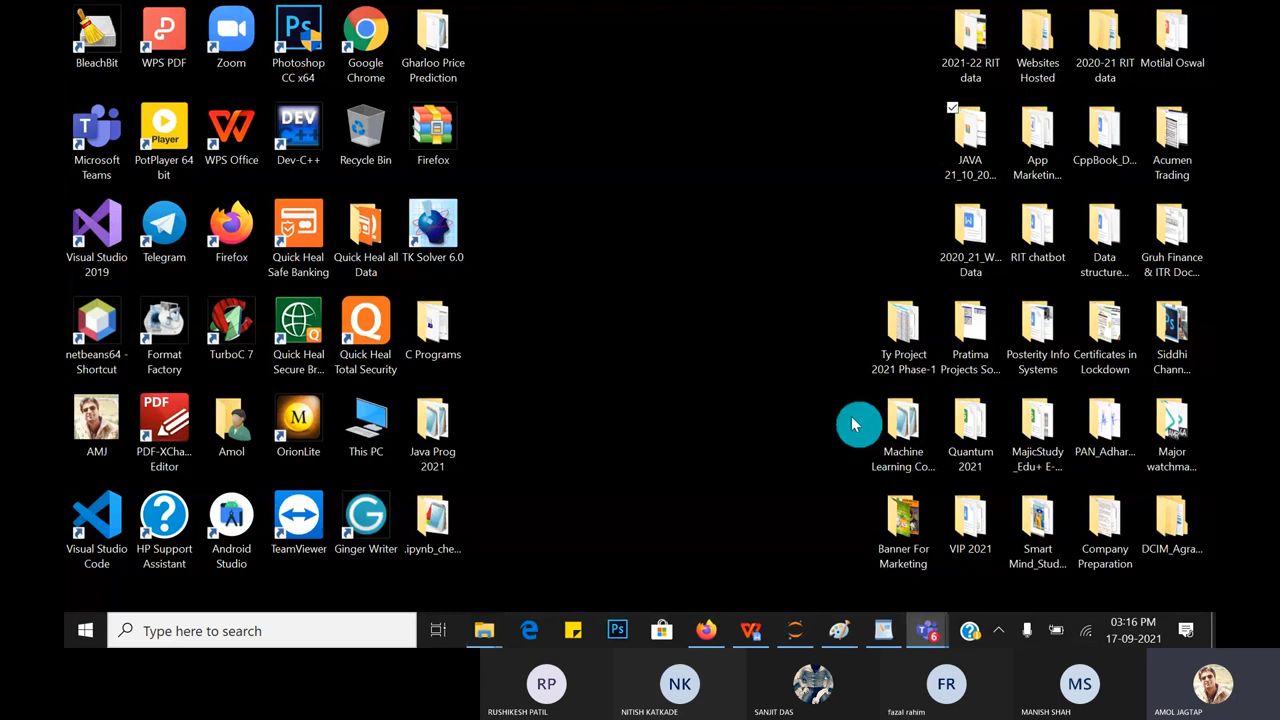 BleachBit
WPS PDF
Zoom
Photoshop
CC x64
Google
Chrome
Gharloo Price
Prediction
2021-22 RIT
data
Websites
Hosted
2020-21 RIT
data
Motilal Oswal
Microsoft
Teams
Player
PotPlayer 64
bit
WPS Office
DEV
Dev-C++
Recycle Bin
Firefox
JAVA
21_10_20...
App
Marketin...
CppBook_D...
Acumen
Trading
Visual Studio
2019
Telegram
Firefox
Quick Heal
Safe Banking
Quick Heal all
Data
TK Solver 6.0
2020_21_W...
Data
RIT chatbot
Data
structure...
Gruh Finance
& ITR Doc...
netbeans64 -
Shortcut
Format
Factory
TurboC 7
Quick Heal
Secure Br...
Quick Heal
Total Security
C Programs
Ty Project
2021 Phase-1
Pratima
Projects So...
Posterity Info
Systems
Certificates in
Lockdown
Siddhi
Chann...
AMJ
PDF
PDF-XCha...
Editor
Amol
OrionLite
This PC
Java Prog
2021
Machine
Learning Co...
Quantum
2021
MajicStudy
_Edu+ E-...
PAN_Adhar...
Major
watchma...
Visual Studio
Code
HP Support
Assistant
Android
Studio
TeamViewer
Ginger Writer
.ipynb_che...
Banner For
Marketing
VIP 2021
Smart
Mind_Stud...
Company
Preparation
DCIM_Agra...
Type here to search
Ps
6
03:16 PM
17-09-2021
RP
NK
FR
MS
RUSHIKESH PATIL
NITISH KATKADE
SANJIT DAS
fazal rahim
MANISH SHAH
AMOL JAGTAP